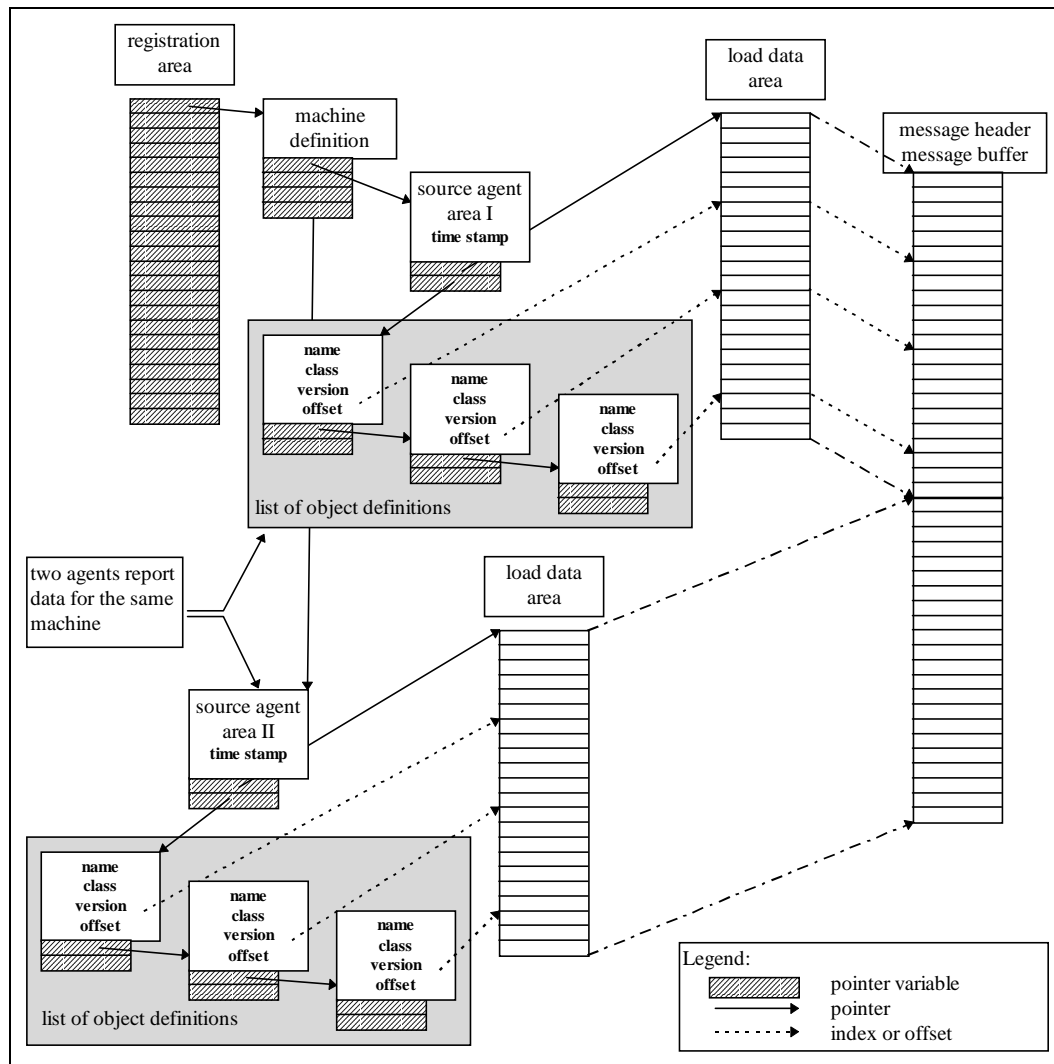 registration
area
machine
definition
source agent
area I
time stamp
load data
area
message header
message buffer
name
class
version
offset
name
class
version
offset
name
class
version
offset
list of object definitions
two agents report
data for the same
machine
load data
area
source agent
area II
time stamp
name
class
version
offset
name
class
version
offset
name
class
version
offset
list of object definitions
Legend:
pointer variable
pointer
index or offset